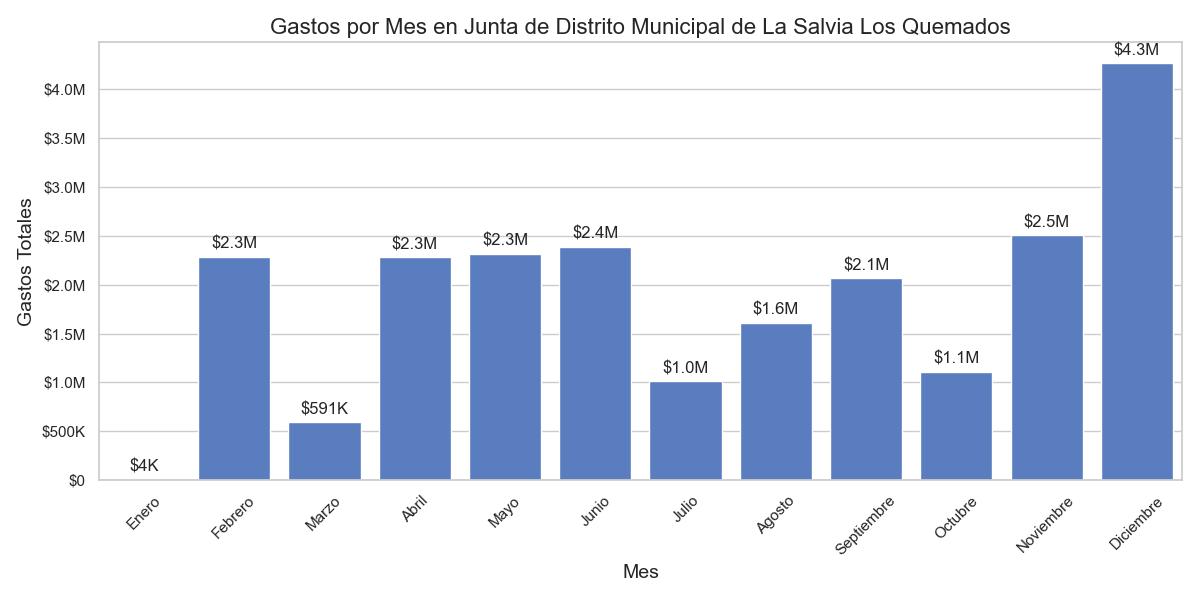 Gastos por Mes en Junta de Distrito Municipal de La Salvia Los Quemados
Gastos Totales
$4.0M
$3.5M
$3.0M
$2.5M
$2.0M
$1.5M
$1.0M
$500K
$0
$4K
$2.3M
$591K
$2.3M
$2.3M
$2.4M
$1.0M
$1.6M
$2.1M
$1.1M
$2.5M
$4.3M
Enero
Febrero
Marzo
Abril
Mayo
Junio
Julio
Agosto
Septiembre
Octubre
Noviembre
Diciembre
Mes